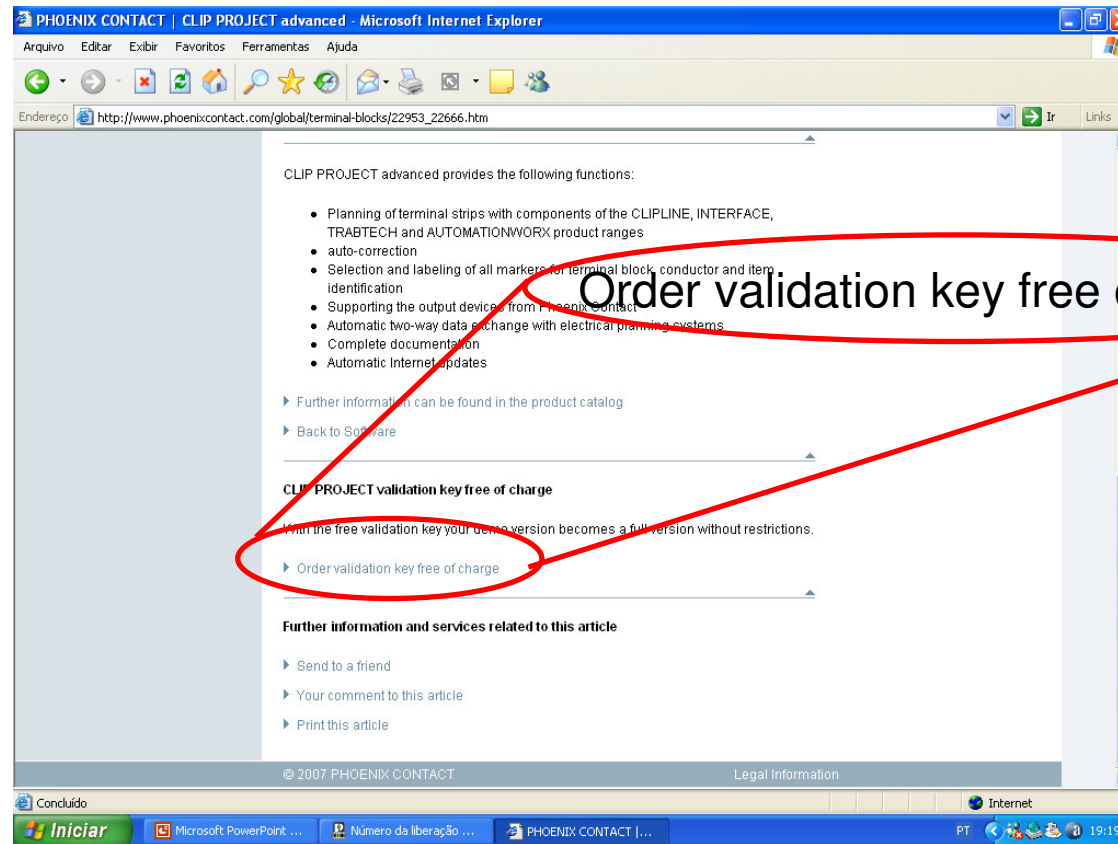 PHOENIX CONTACT | CLIP PROJECT advanced - Microsoft Internet Explorer
Arquivo Editar Exibir Favoritos Ferramentas Ajuda
Endereço http://www.phoenixcontact.com/global/terminal-blocks/22953_22666.htm Ir Links
CLIP PROJECT advanced provides the following functions:
• Planning of terminal strips with components of the CLIPLINE, INTERFACE,
TRABTECH and AUTOMATIONWORX product ranges
• auto-correction
• Selection and labeling of all markers for terminal block, conductor and item
identification
Order validation key free
• Supporting the output devices from Phoenix Contact
• Automatic two-way data exchange with electrical planning systems
• Complete documentation
• Automatic Internet updates
Further information can be found in the product catalog
Back to Software
CLIP PROJECT validation key free of charge
With the free validation key your demo version becomes a full version without restrictions.
Order validation key free of charge
Further information and services related to this article
Send to a friend
Your comment to this article
Print this article
© 2007 PHOENIX CONTACT Legal Information
Concluído Internet
Iniciar Microsoft PowerPoint ... Número da liberação ... PHOENIX CONTACT |... PT 19:19